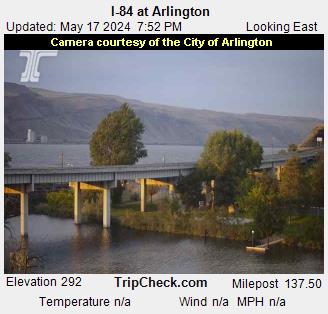 I-84 at Arlington
Updated: May 17 2024 7:52 PM Looking East
Camera courtesy of the City of Arlington
Elevation 292 TripCheck.com Milepost 137.50
Temperature n/a Wind n/a MPH n/a